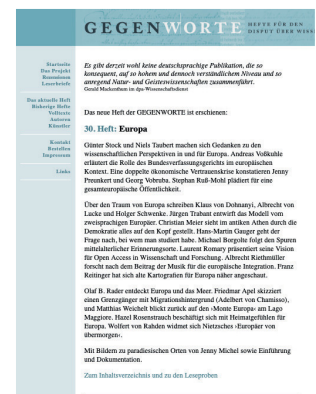 GEGENWORTE
HEFTE FÜR DEN
DISPUT ÜBER WISS
Startseite
Das Projekt
Rezensionen
Leserbriefe
Das aktuelle Heft
Bisherige Hefte
Volltexte
Autoren
Künstler
Kontakt
Bestellen
Impressum
Links
Es gibt derzeit wohl keine deutschsprachige Publikation, die so
konsequent, auf so hohem und dennoch verständlichem Niveau und so
anregend Natur- und Geisteswissenschaften zusammenführt.
Gerald Mackenthun im dpa-Wissenschaftsdienst
Das neue Heft der GEGENWORTE ist erschienen:
30. Heft: Europa
Günter Stock und Niels Taubert machen sich Gedanken zu den
wissenschaftlichen Perspektiven in und für Europa. Andreas Voßkuhle
erläutert die Rolle des Bundesverfassungsgerichts im europäischen
Kontext. Eine doppelte ökonomische Vertrauenskrise konstatieren Jenny
Preunkert und Georg Vobruba. Stephan Ruß-Mohl plädiert für eine
gesamteuropäische Öffentlichkeit.
Über den Traum von Europa schreiben Klaus von Dohnanyi, Albrecht von
Lucke und Holger Schwenke. Jürgen Trabant entwirft das Modell vom
zweisprachigen Europäer. Christian Meier sieht im antiken Athen durch die
Demokratie alles auf den Kopf gestellt. Hans-Martin Gauger geht der
Frage nach, bei wem man studiert habe. Michael Borgolte folgt den Spuren
mittelalterlicher Erinnerungsorte. Laurent Romary präsentiert seine Vision
für Open Access in Wissenschaft und Forschung. Albrecht Riethmüller
forscht nach dem Beitrag der Musik für die europäische Integration. Franz
Reitinger hat sich alte Kartografien für Europa näher angeschaut.
Olaf B. Rader entdeckt Europa und das Meer. Friedmar Apel skizziert
einen Grenzgänger mit Migrationshintergrund (Adelbert von Chamisso),
und Matthias Weichelt blickt zurück auf den ›Monte Europa‹ am Lago
Maggiore. Hazel Rosenstrauch beschäftigt sich mit Heimatgefühlen für
Europa. Wolfert von Rahden widmet sich Nietzsches ›Europäer von
übermorgen‹.
Mit Bildern zu paradiesischen Orten von Jenny Michel sowie Einführung
und Dokumentation.
Zum Inhaltsverzeichnis und zu den Leseproben